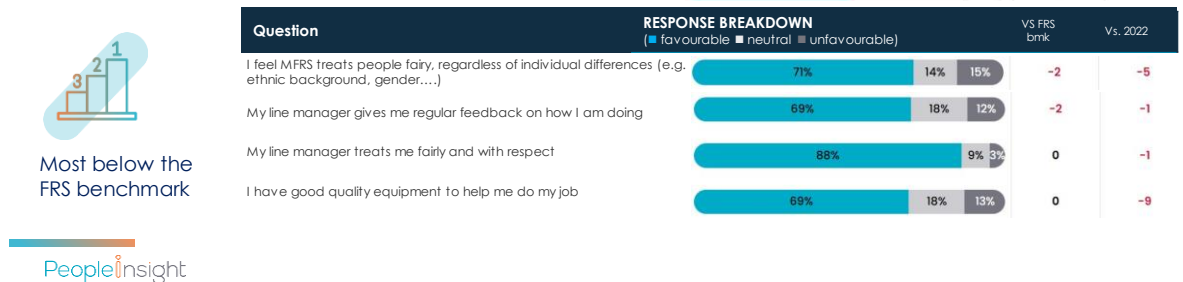 1
2
3
Most below the
FRS benchmark
Question
RESPONSE BREAKDOWN
(■ favourable ■ neutral ■ unfavourable)
VS FRS
bmk
Vs. 2022
I feel MFRS treats people fairy, regardless of individual differences (e.g.
ethnic background, gender....)
71% 14% 15% -2 -5
My line manager gives me regular feedback on how I am doing
69% 18% 12% -2 -1
My line manager treats me fairly and with respect
88% 9% 3% 0 -1
I have good quality equipment to help me do my job
69% 18% 13% 0 -9
PeopleInsight